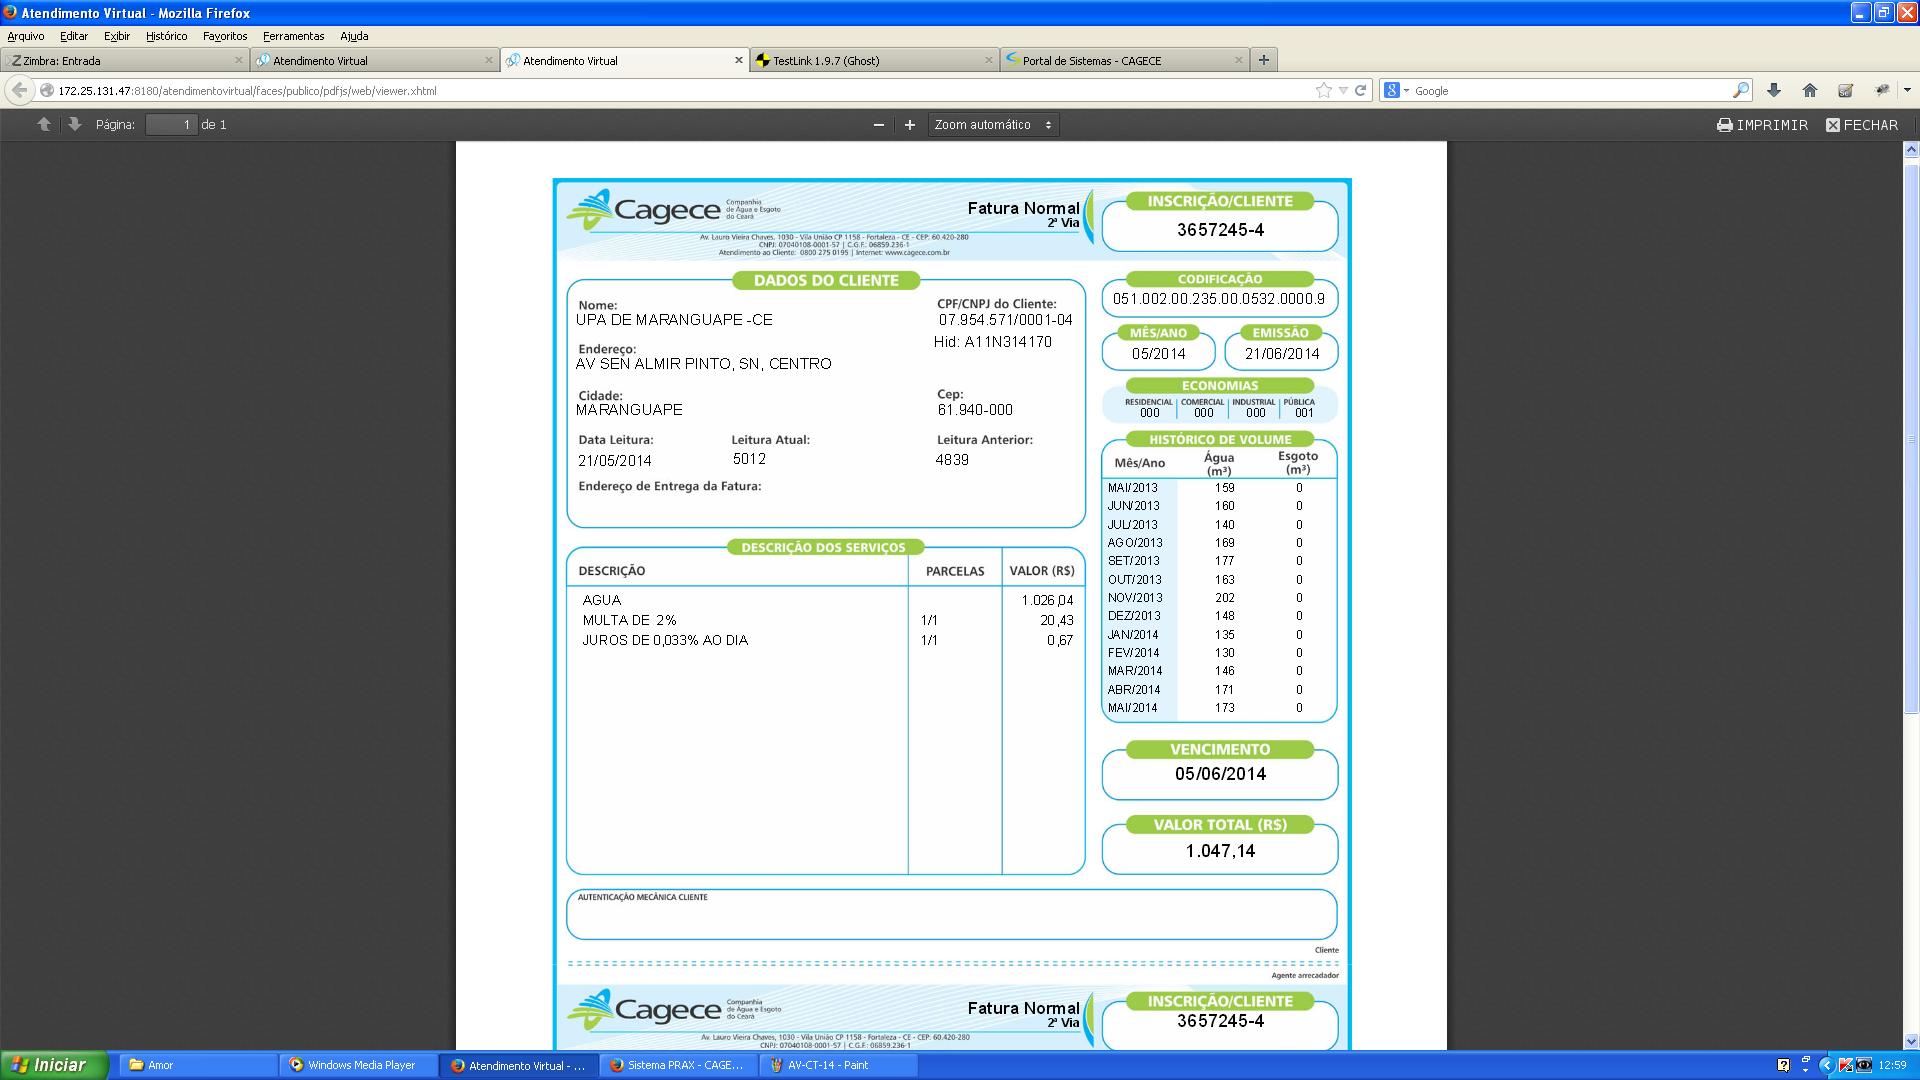 Atendimento Virtual - Mozilla Firefox
Arquivo Editar Exibir Histórico Favoritos Ferramentas Ajuda
Zimbra: Entrada
Atendimento Virtual
Atendimento Virtual
TestLink 1.9.7 (Ghost)
Portal de Sistemas - CAGECE
172.25.131.47:8180/atendimentovirtual/faces/publico/pdfjs/web/viewer.xhtml
Google
Página: 1 de 1
Zoom automático
IMPRIMIR FECHAR
Cagece
Companhia
de Água e Esgoto
do Ceará
Fatura Normal
2ª Via
Av. Lauro Vieira Chaves, 1030 - Vila União CP 1158 - Fortaleza - CE - CEP: 60.420-280
CNPJ: 07040108-0001-57 | C.G.F.: 06859.236-1
Atendimento ao Cliente: 0800 275 0195 | Internet: www.cagece.com.br
INSCRIÇÃO/CLIENTE
3657245-4
DADOS DO CLIENTE
Nome:
UPA DE MARANGUAPE -CE
CPF/CNPJ do Cliente:
07.954.571/0001-04
Hid: A11N314170
Endereço:
AV SEN ALMIR PINTO, SN, CENTRO
Cidade:
MARANGUAPE
Cep:
61.940-000
Data Leitura:
21/05/2014
Leitura Atual:
5012
Leitura Anterior:
4839
Endereço de Entrega da Fatura:
CODIFICAÇÃO
051.002.00.235.00.0532.0000.9
MÊS/ANO
05/2014
EMISSÃO
21/06/2014
ECONOMIAS
RESIDENCIAL COMERCIAL INDUSTRIAL PÚBLICA
000 000 000 001
HISTÓRICO DE VOLUME
Mês/Ano Água (m³) Esgoto (m³)
MAI/2013 159 0
JUN/2013 160 0
JUL/2013 140 0
AGO/2013 169 0
SET/2013 177 0
OUT/2013 163 0
NOV/2013 202 0
DEZ/2013 148 0
JAN/2014 135 0
FEV/2014 130 0
MAR/2014 146 0
ABR/2014 171 0
MAI/2014 173 0
DESCRIÇÃO DOS SERVIÇOS
DESCRIÇÃO PARCELAS VALOR (R$)
AGUA 1.026,04
MULTA DE 2% 1/1 20,43
JUROS DE 0,033% AO DIA 1/1 0,67
VENCIMENTO
05/06/2014
VALOR TOTAL (R$)
1.047,14
AUTENTICAÇÃO MECÂNICA CLIENTE
Cliente
Agente arrecadador
Cagece
Companhia
de Água e Esgoto
do Ceará
Fatura Normal
2ª Via
Av. Lauro Vieira Chaves, 1030 - Vila União CP 1158 - Fortaleza - CE - CEP: 60.420-280
CNPJ: 07040108-0001-57 | C.G.F.: 06859.236-1
INSCRIÇÃO/CLIENTE
3657245-4
Iniciar
Amor
Windows Media Player
Atendimento Virtual - ...
Sistema PRAX - CAGE...
AV-CT-14 - Paint
12:59